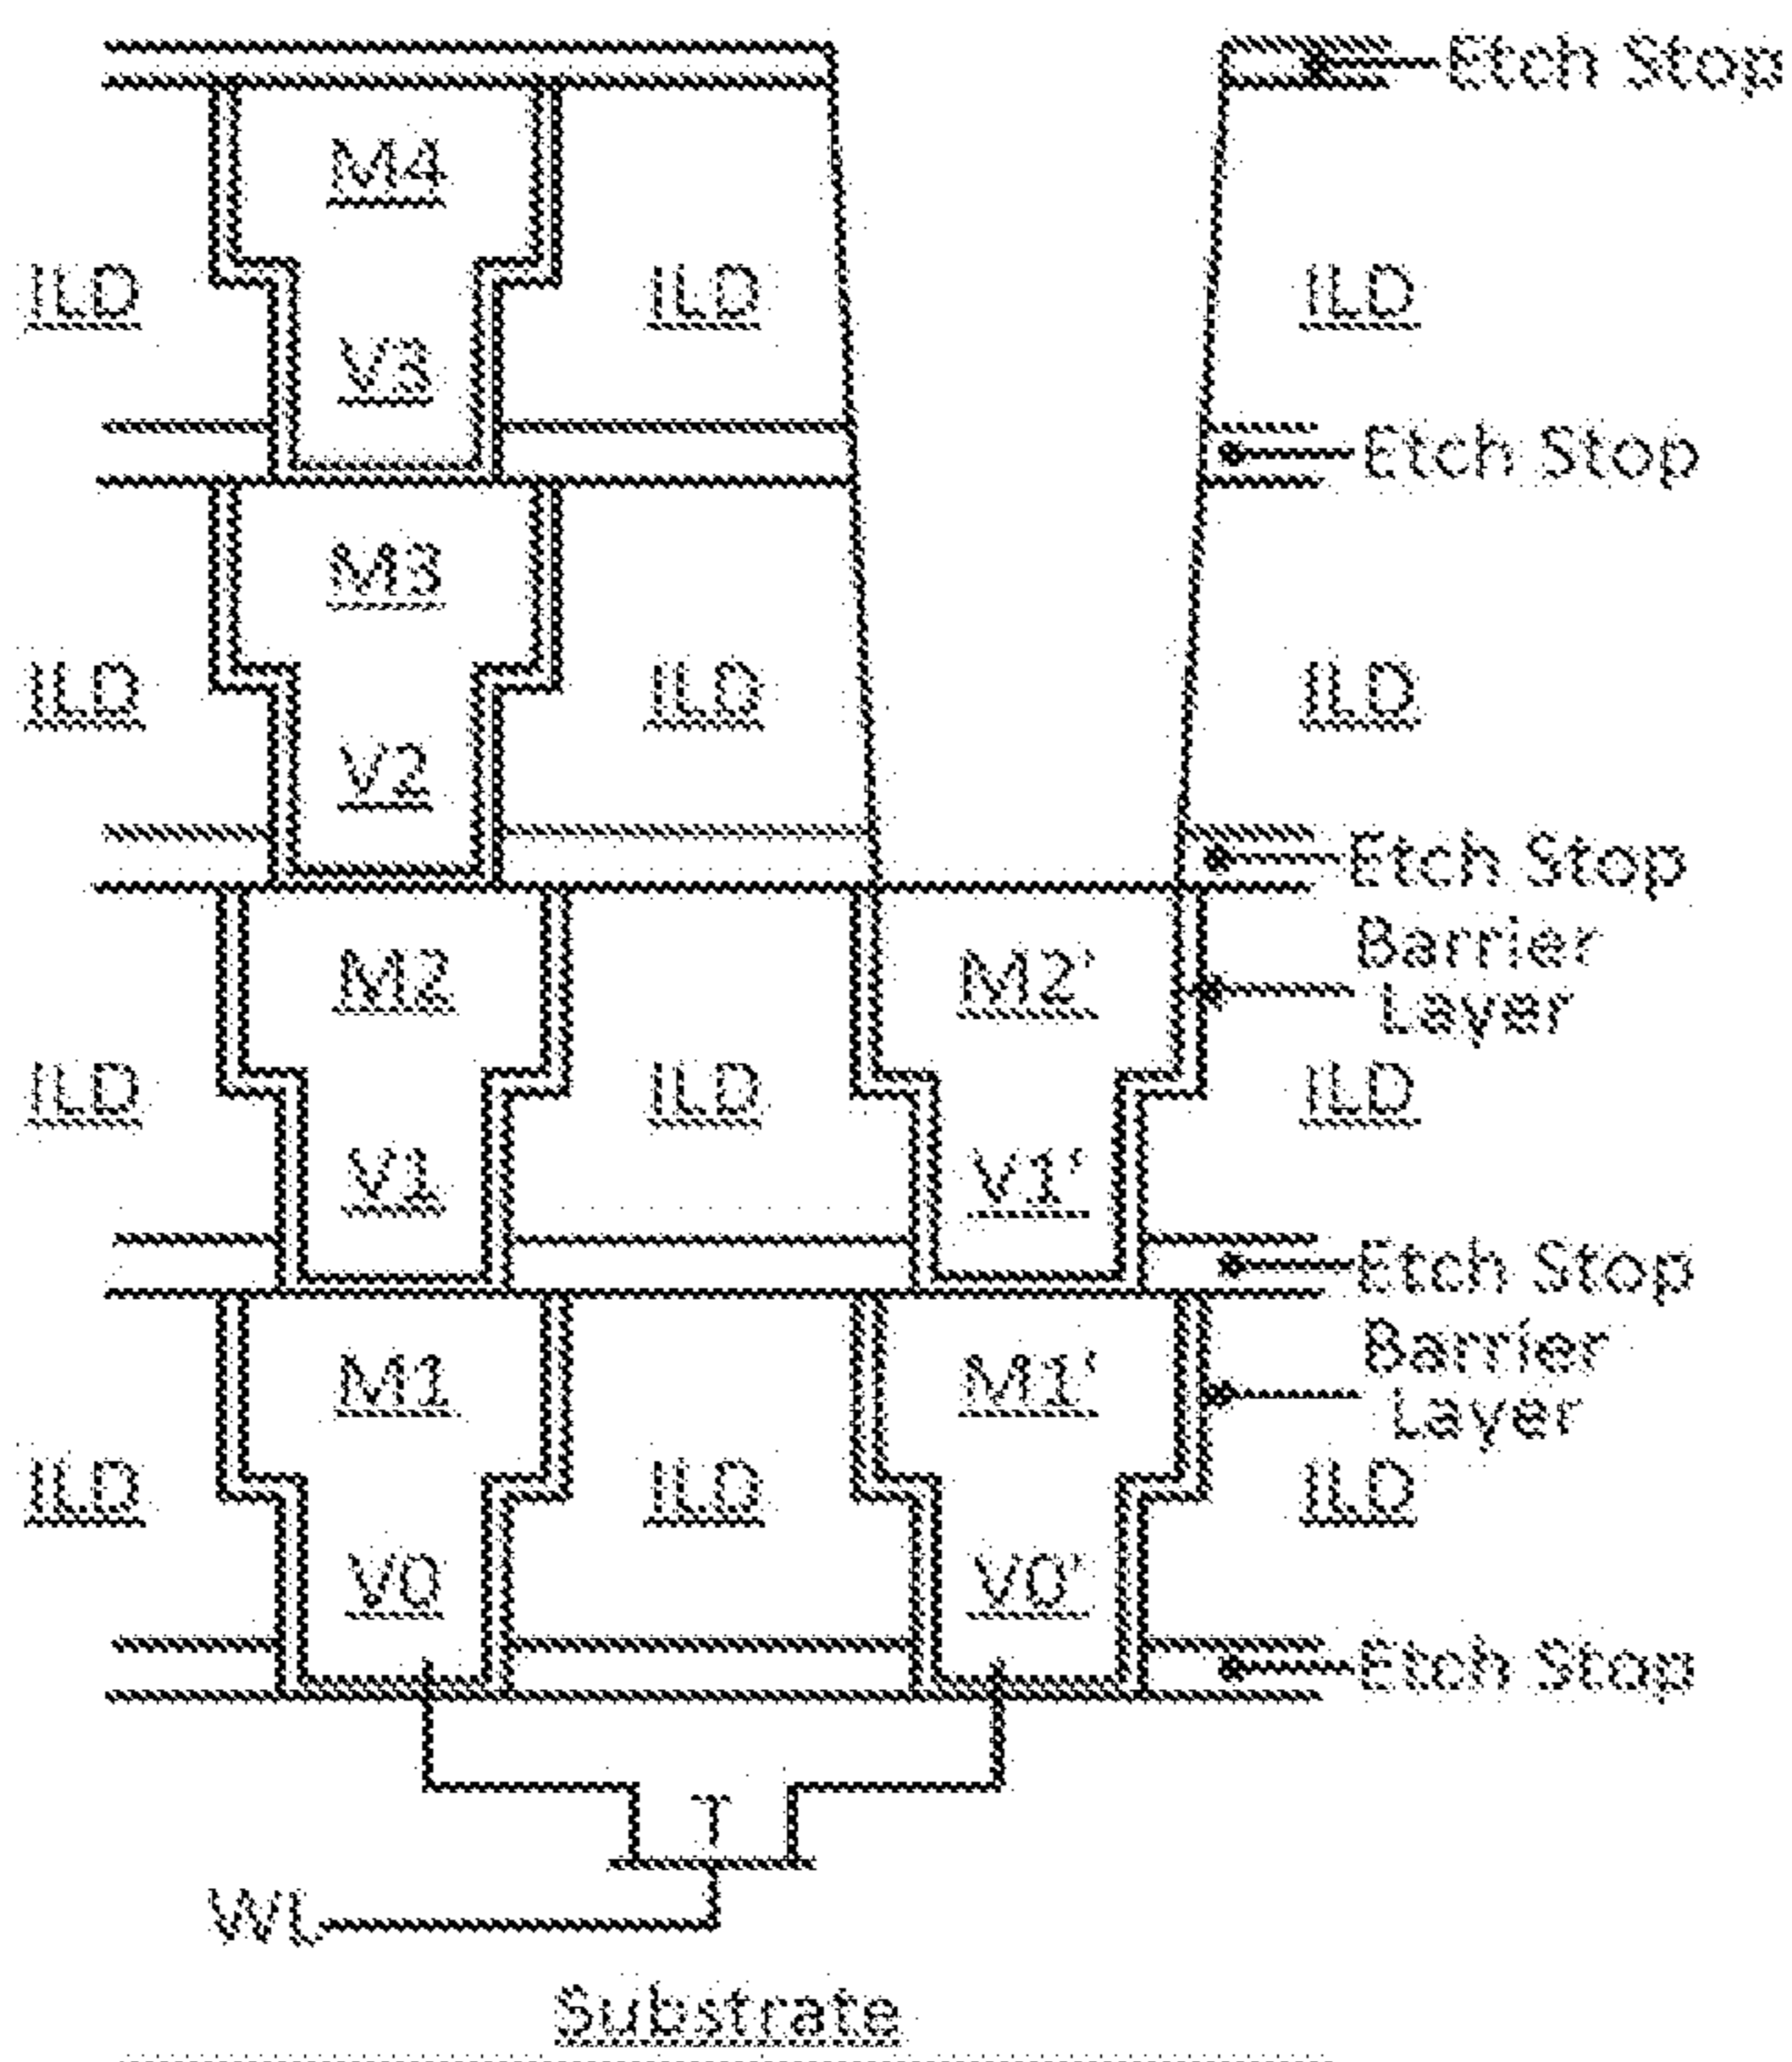 Etch Stop
M4
ILD
ILD
ILD
V3
Etch Stop
M3
ILD
ILD
ILD
V2
Etch Stop
Barrier
Layer
M2
M2'
ILD
ILD
ILD
V1
V1'
Etch Stop
Barrier
Layer
M1
M1'
ILD
ILD
ILD
V0
V0'
Etch Stop
T
WL
Substrate